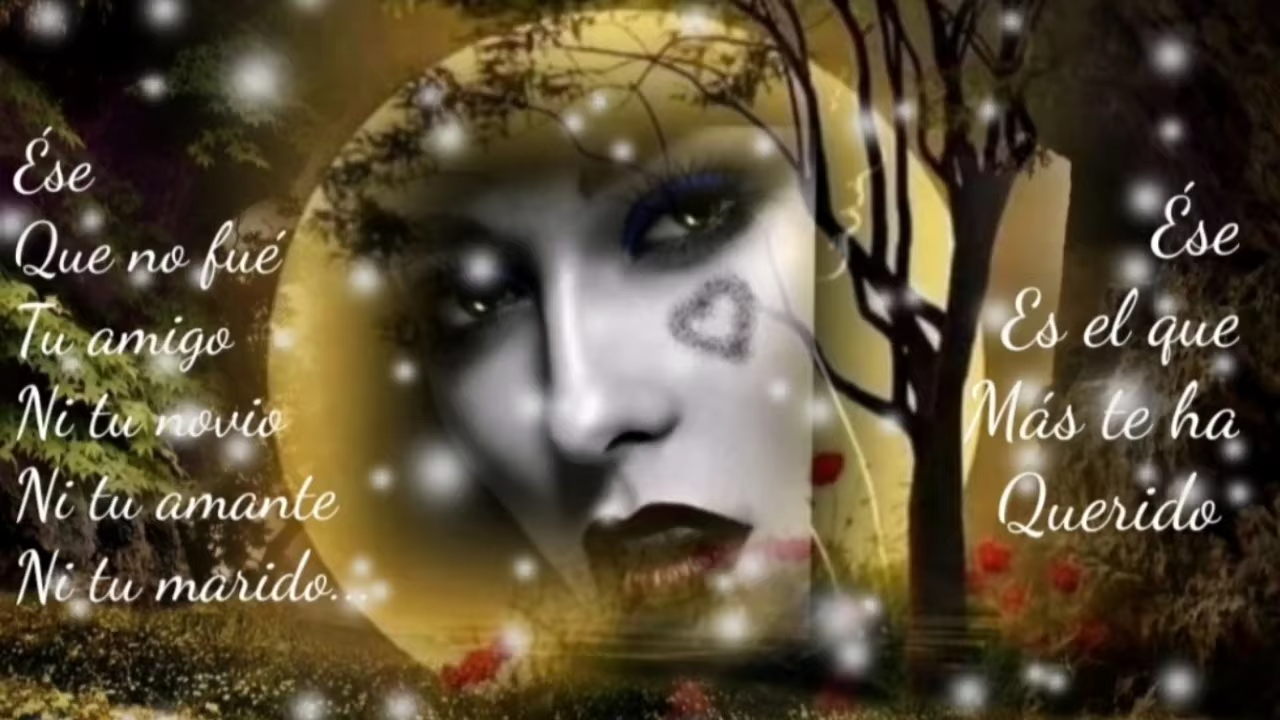 Ése
Que no fué
Tu amigo
Ni tu novio
Ni tu amante
Ni tu marido...
Ése
Es el que
Más te ha
Querido